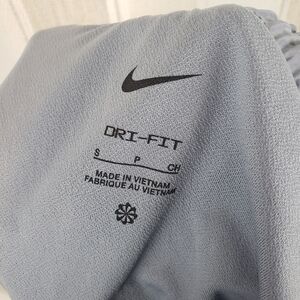 DRI-FIT
S P CH
MADE IN VIETNAM
FABRIQUE AU VIETNAM